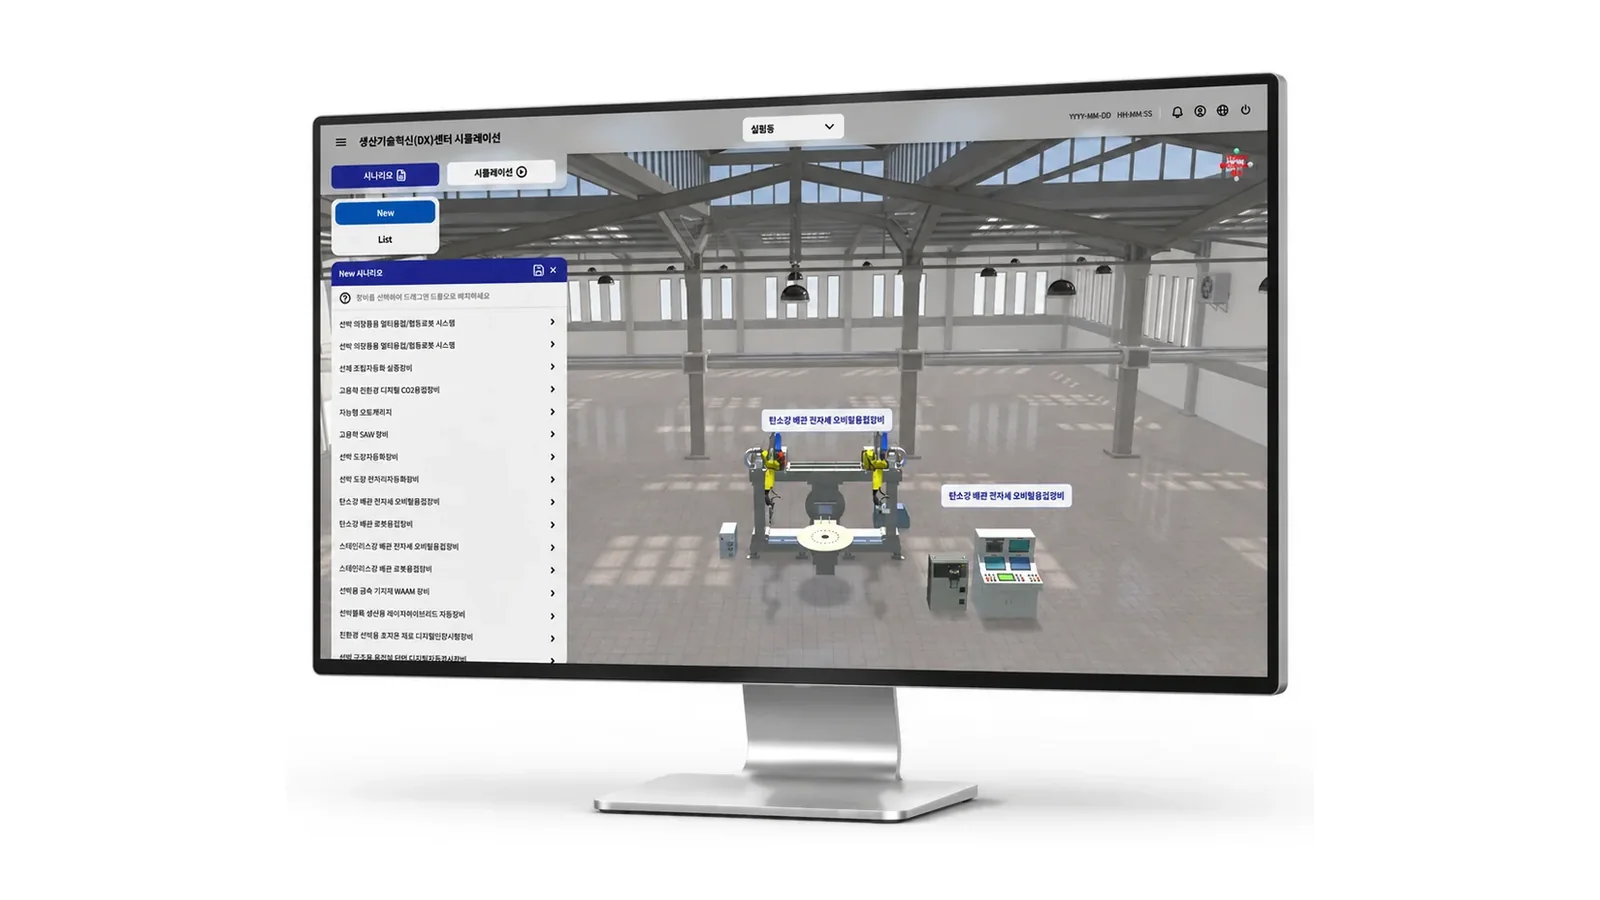 생산기술혁신(DX)센터 시뮬레이션
실험동
YYYY-MM-DD HH:MM:SS
시나리오
시뮬레이션
New
List
New 시나리오
장비를 선택하여 드래그앤 드롭으로 배치하세요
선박 의장품용 멀티용접/협동로봇 시스템
선박 의장품용 멀티용접/협동로봇 시스템
선체 조립자동화 실증장비
고용착 친환경 디지털 CO2용접장비
지능형 오토캐리지
고용착 SAW 장비
선박 도장자동화장비
선박 도장 전처리자동화장비
탄소강 배관 전자세 오비탈용접장비
탄소강 배관 로봇용접장비
스테인리스강 배관 전자세 오비탈용접장비
스테인리스강 배관 로봇용접장비
선박용 금속 기자재 WAAM 장비
선박블록 생산용 레이저하이브리드 자동장비
친환경 선박용 호지몬 재료 디지털인장시험장비
탄소강 배관 전자세 오비탈용접장비
탄소강 배관 전자세 오비탈용접장비